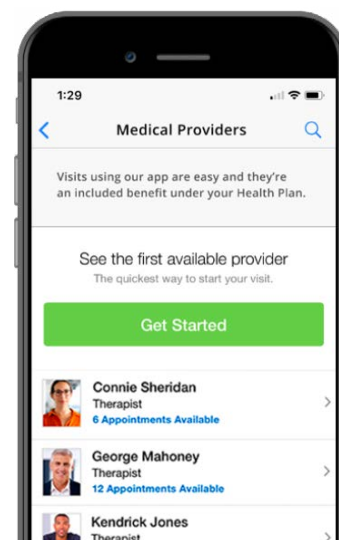 1:29
Medical Providers
Visits using our app are easy and they're
an included benefit under your Health Plan.
See the first available provider
The quickest way to start your visit.
Get Started
Connie Sheridan
Therapist
6 Appointments Available
George Mahoney
Therapist
12 Appointments Available
Kendrick Jones
Therapist